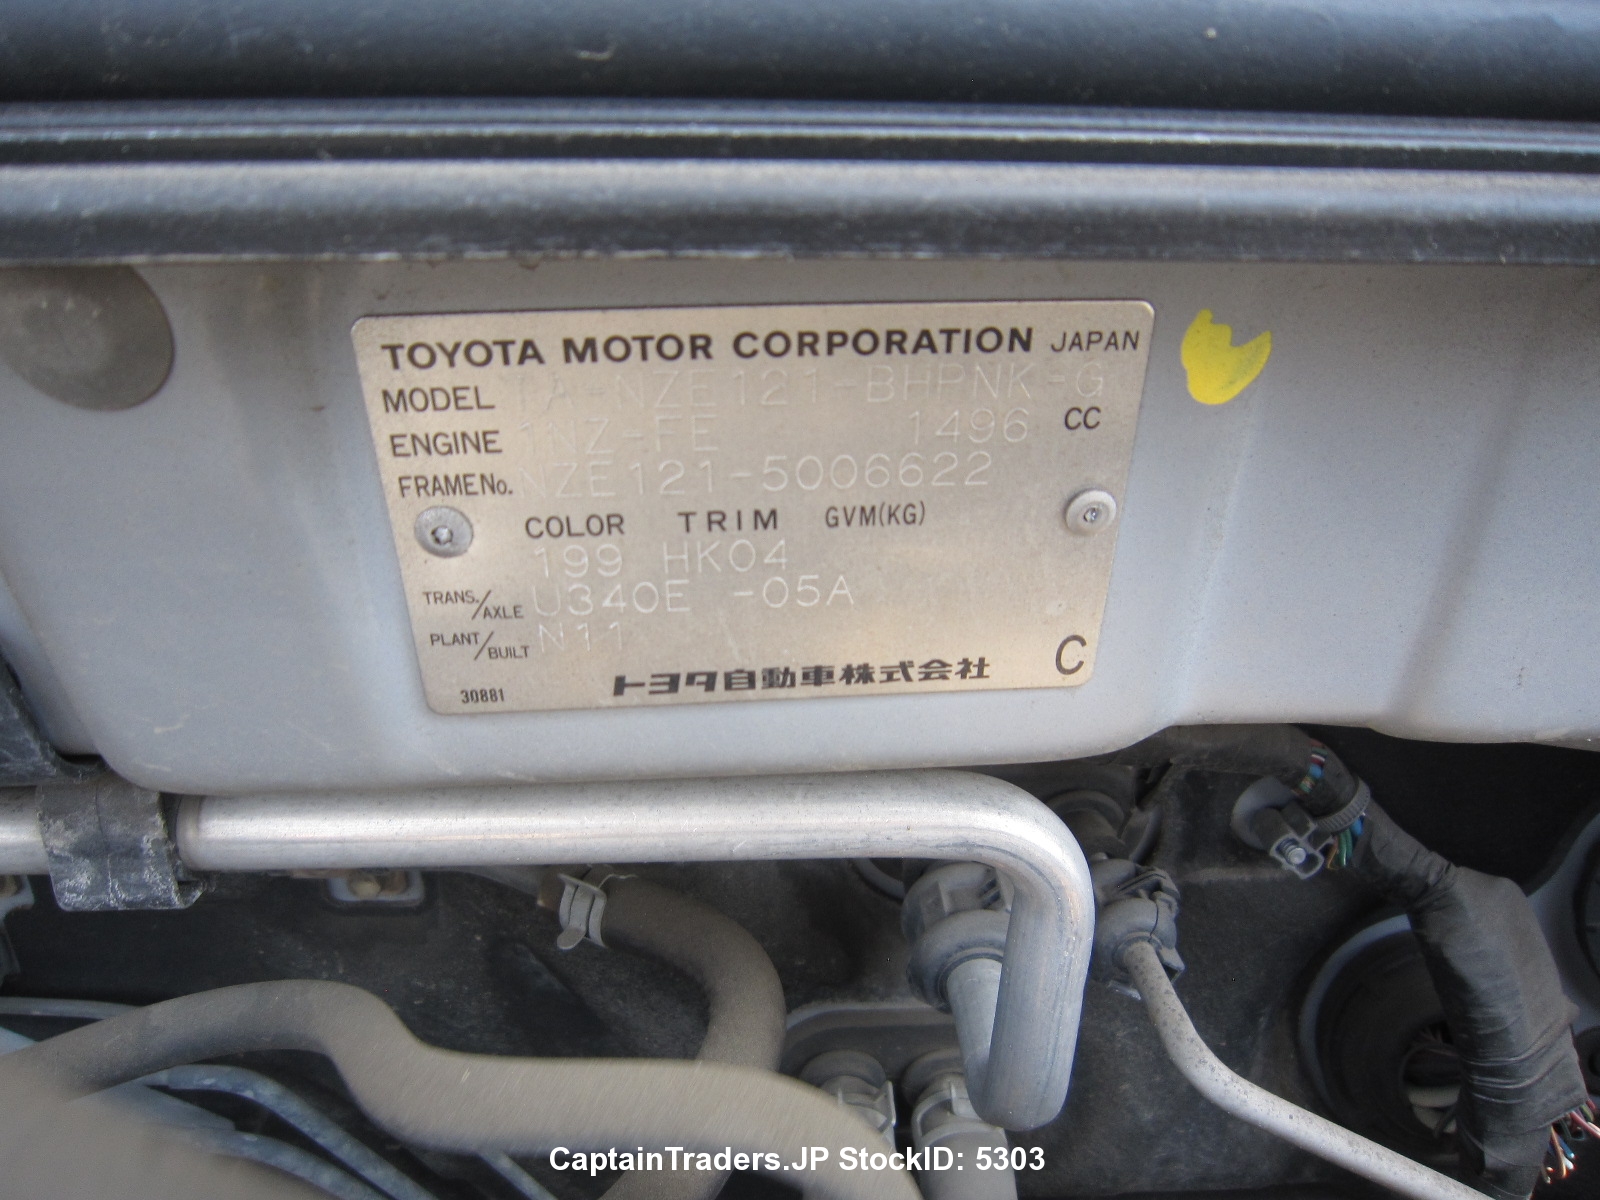 TOYOTA MOTOR CORPORATION JAPAN
MODEL TA-NZE121-BHPNK-G
ENGINE 1NZ-FE 1496 CC
FRAME No. NZE121-5006622
COLOR TRIM GVM(KG)
199 HK04
TRANS./AXLE U340E -05A
PLANT/BUILT N11
C
30881 トヨタ自動車株式会社
CaptainTraders.JP StockID: 5303